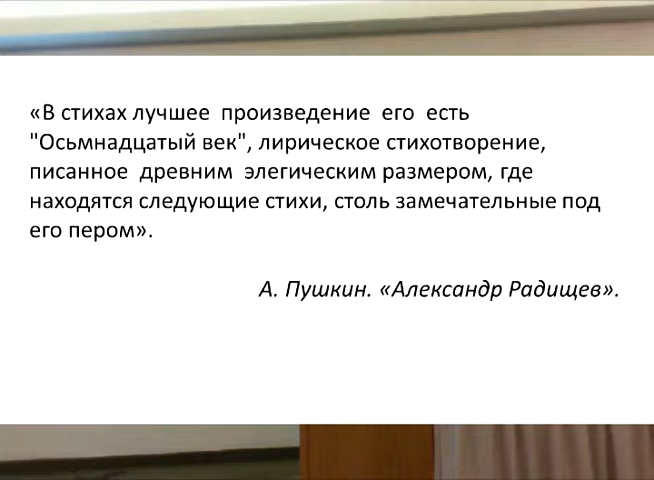 «В стихах лучшее произведение его есть
"Осьмнадцатый век", лирическое стихотворение,
писанное древним элегическим размером, где
находятся следующие стихи, столь замечательные под
его пером».
А. Пушкин. «Александр Радищев».